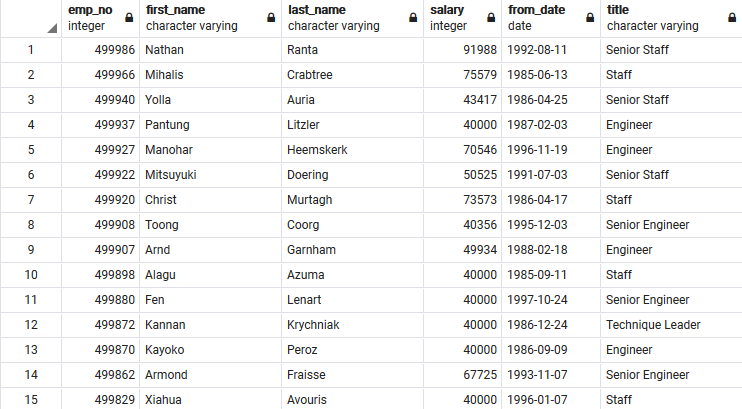 emp_no first_name last_name salary from_date title
integer character varying character varying integer date character varying
1 499986 Nathan Ranta 91988 1992-08-11 Senior Staff
2 499966 Mihalis Crabtree 75579 1985-06-13 Staff
3 499940 Yolla Auria 43417 1986-04-25 Senior Staff
4 499937 Pantung Litzler 40000 1987-02-03 Engineer
5 499927 Manohar Heemskerk 70546 1996-11-19 Engineer
6 499922 Mitsuyuki Doering 50525 1991-07-03 Senior Staff
7 499920 Christ Murtagh 73573 1986-04-17 Staff
8 499908 Toong Coorg 40356 1995-12-03 Senior Engineer
9 499907 Arnd Garnham 49934 1988-02-18 Engineer
10 499898 Alagu Azuma 40000 1985-09-11 Staff
11 499880 Fen Lenart 40000 1997-10-24 Senior Engineer
12 499872 Kannan Krychniak 40000 1986-12-24 Technique Leader
13 499870 Kayoko Peroz 40000 1986-09-09 Engineer
14 499862 Armond Fraisse 67725 1993-11-07 Senior Engineer
15 499829 Xiahua Avouris 40000 1996-01-07 Staff